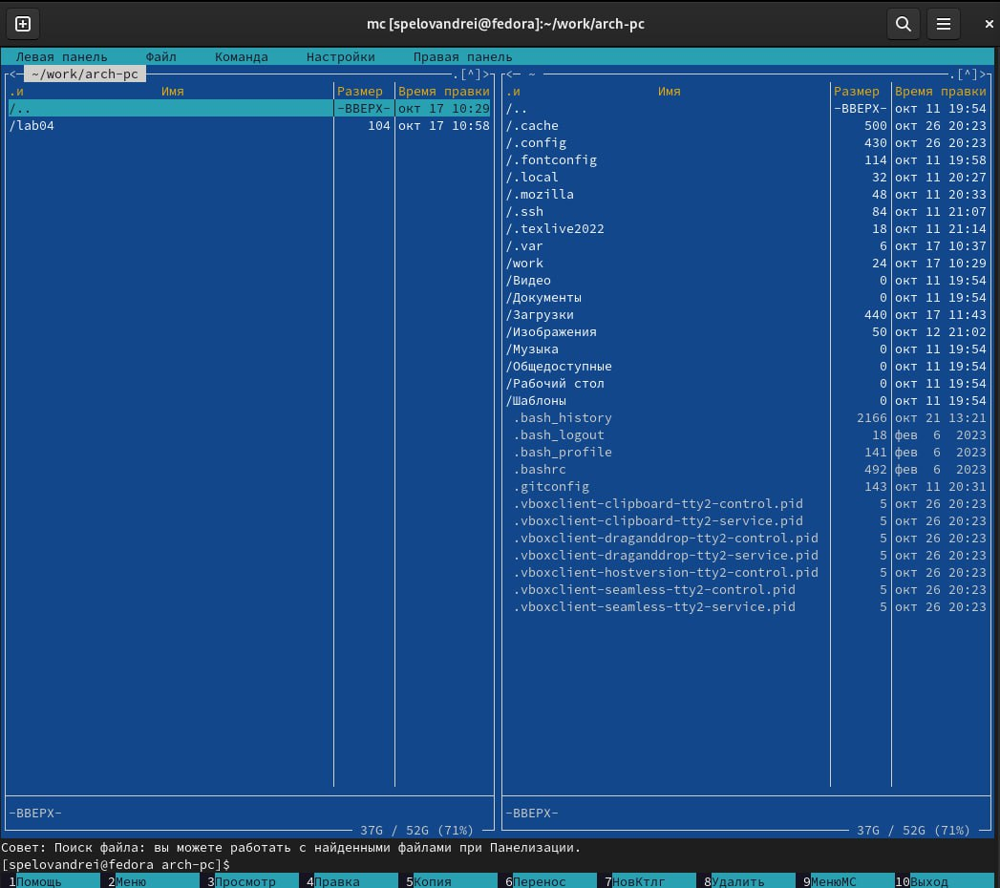 mc [spelovandrei@fedora]:~/work/arch-pc
Левая панель Файл Команда Настройки Правая панель
<─ ~/work/arch-pc .[^]>
.и Имя Размер Время правки
/.. -ВВЕРХ- окт 17 10:29
/lab04 104 окт 17 10:58
-ВВЕРХ-
37G / 52G (71%)
<─ ~ .[^]>
.и Имя Размер Время правки
/.. -ВВЕРХ- окт 11 19:54
/.cache 500 окт 26 20:23
/.config 430 окт 26 20:23
/.fontconfig 114 окт 11 19:58
/.local 32 окт 11 20:27
/.mozilla 48 окт 11 20:33
/.ssh 84 окт 11 21:07
/.texlive2022 18 окт 11 21:14
/.var 6 окт 17 10:37
/work 24 окт 17 10:29
/Видео 0 окт 11 19:54
/Документы 0 окт 11 19:54
/Загрузки 440 окт 17 11:43
/Изображения 50 окт 12 21:02
/Музыка 0 окт 11 19:54
/Общедоступные 0 окт 11 19:54
/Рабочий стол 0 окт 11 19:54
/Шаблоны 0 окт 11 19:54
.bash_history 2166 окт 21 13:21
.bash_logout 18 фев 6 2023
.bash_profile 141 фев 6 2023
.bashrc 492 фев 6 2023
.gitconfig 143 окт 11 20:31
.vboxclient-clipboard-tty2-control.pid 5 окт 26 20:23
.vboxclient-clipboard-tty2-service.pid 5 окт 26 20:23
.vboxclient-draganddrop-tty2-control.pid 5 окт 26 20:23
.vboxclient-draganddrop-tty2-service.pid 5 окт 26 20:23
.vboxclient-hostversion-tty2-control.pid 5 окт 26 20:23
.vboxclient-seamless-tty2-control.pid 5 окт 26 20:23
.vboxclient-seamless-tty2-service.pid 5 окт 26 20:23
-ВВЕРХ-
37G / 52G (71%)
Совет: Поиск файла: вы можете работать с найденными файлами при Панелизации.
[spelovandrei@fedora arch-pc]$
1Помощь 2Меню 3Просмотр 4Правка 5Копия 6Перенос 7НовКтлг 8Удалить 9МенюMC 10Выход